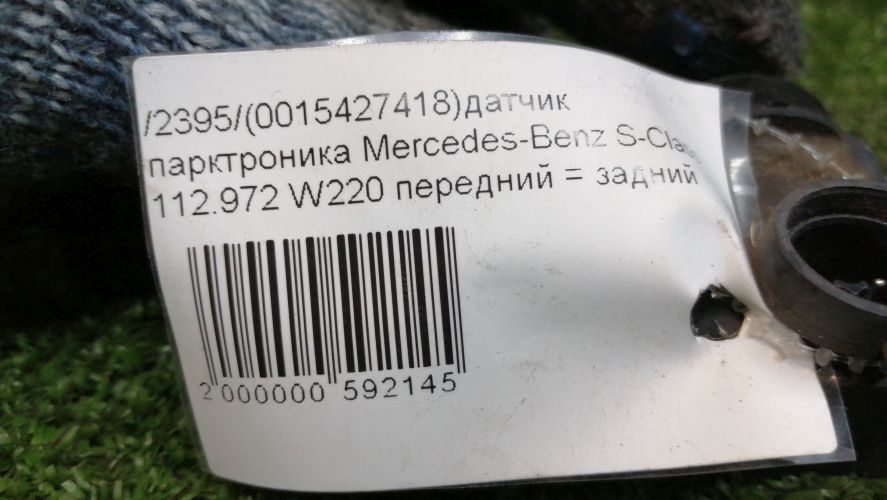 /2395/(0015427418)датчик
парктроника Mercedes-Benz S-Class
112.972 W220 передний = задний
2 000000 592145